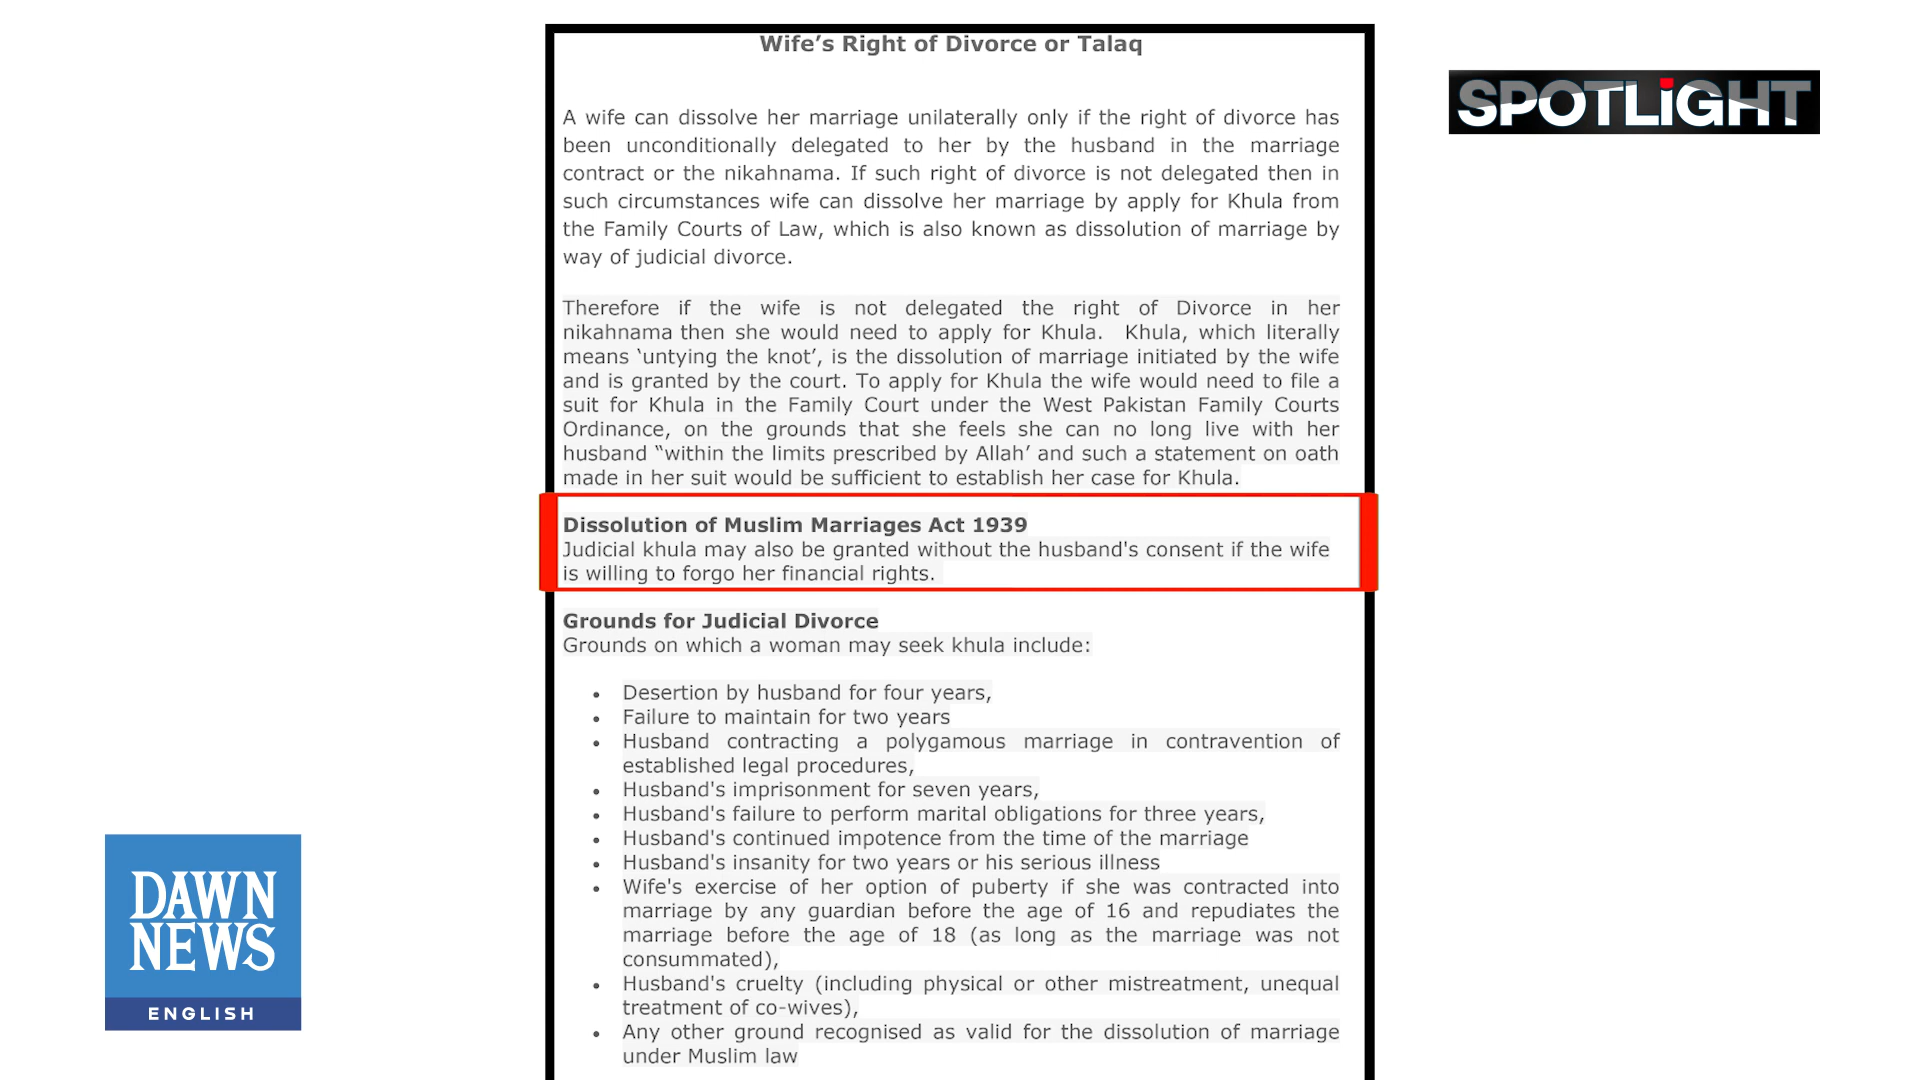 Wife’s Right of Divorce or Talaq
SPOTLiGHT
A wife can dissolve her marriage unilaterally only if the right of divorce has
been unconditionally delegated to her by the husband in the marriage
contract or the nikahnama. If such right of divorce is not delegated then in
such circumstances wife can dissolve her marriage by apply for Khula from
the Family Courts of Law, which is also known as dissolution of marriage by
way of judicial divorce.
Therefore if the wife is not delegated the right of Divorce in her
nikahnama then she would need to apply for Khula. Khula, which literally
means ‘untying the knot’, is the dissolution of marriage initiated by the wife
and is granted by the court. To apply for Khula the wife would need to file a
suit for Khula in the Family Court under the West Pakistan Family Courts
Ordinance, on the grounds that she feels she can no long live with her
husband “within the limits prescribed by Allah’ and such a statement on oath
made in her suit would be sufficient to establish her case for Khula.
Dissolution of Muslim Marriages Act 1939
Judicial khula may also be granted without the husband's consent if the wife
is willing to forgo her financial rights.
Grounds for Judicial Divorce
Grounds on which a woman may seek khula include:
• Desertion by husband for four years,
• Failure to maintain for two years
• Husband contracting a polygamous marriage in contravention of
established legal procedures,
• Husband's imprisonment for seven years,
• Husband's failure to perform marital obligations for three years,
• Husband's continued impotence from the time of the marriage
• Husband's insanity for two years or his serious illness
• Wife's exercise of her option of puberty if she was contracted into
marriage by any guardian before the age of 16 and repudiates the
marriage before the age of 18 (as long as the marriage was not
consummated),
• Husband's cruelty (including physical or other mistreatment, unequal
treatment of co-wives),
• Any other ground recognised as valid for the dissolution of marriage
under Muslim law
DAWN
NEWS
ENGLISH